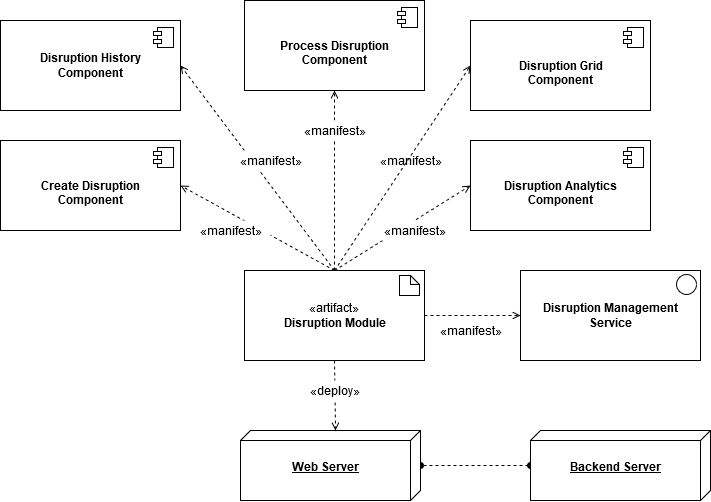 Disruption History
Component
Process Disruption
Component
Disruption Grid
Component
«manifest»
«manifest»
«manifest»
Create Disruption
Component
Disruption Analytics
Component
«manifest»
«manifest»
«artifact»
Disruption Module
«manifest»
Disruption Management
Service
«deploy»
Web Server
Backend Server